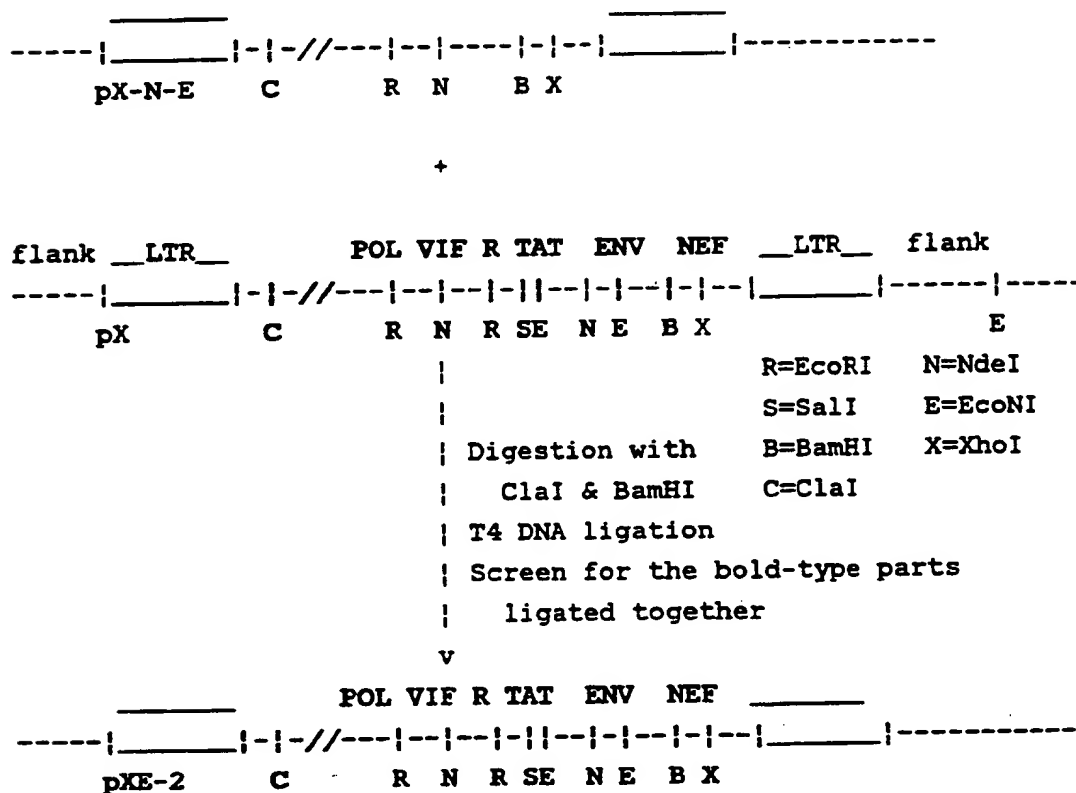 pX-N-E C R N B X
+
flank LTR POL VIF R TAT ENV NEF LTR flank
pX C R N R SE N E B X E
R=EcoRI N=NdeI
S=SalI E=EcoNI
Digestion with B=BamHI X=XhoI
ClaI & BamHI C=ClaI
T4 DNA ligation
Screen for the bold-type parts
ligated together
v
POL VIF R TAT ENV NEF
pXE-2 C R N R SE N E B X